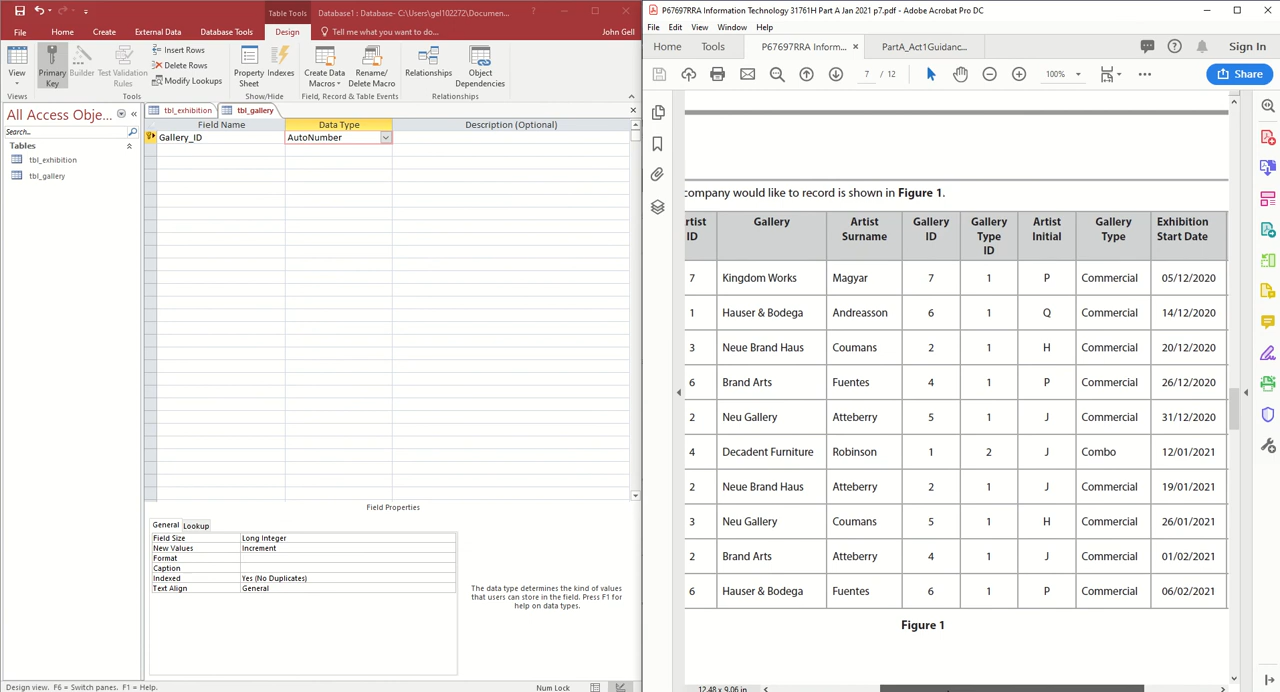 Table Tools
Database1 : Database- C:\Users\gel102272\Documen...
File
Home
Create
External Data
Database Tools
Design
Tell me what you want to do...
John Gell
View
Primary Key
Builder
Test Validation Rules
Insert Rows
Delete Rows
Modify Lookups
Property Sheet
Indexes
Create Data Macros
Rename/ Delete Macro
Relationships
Object Dependencies
Views
Tools
Show/Hide
Field, Record & Table Events
Relationships
All Access Obje...
Search...
Tables
tbl_exhibition
tbl_gallery
tbl_exhibition
tbl_gallery
Field Name
Data Type
Description (Optional)
Gallery_ID
AutoNumber
Field Properties
General
Lookup
Field Size Long Integer
New Values Increment
Format
Caption
Indexed Yes (No Duplicates)
Text Align General
The data type determines the kind of values
that users can store in the field. Press F1 for
help on data types.
Design view. F6 = Switch panes. F1 = Help.
Num Lock
P67697RRA Information Technology 31761H Part A Jan 2021 p7.pdf - Adobe Acrobat Pro DC
File Edit View Window Help
Home
Tools
P67697RRA Inform...
PartA_Act1Guidanc...
Sign In
7 / 12
100%
Share
company would like to record is shown in Figure 1.
rtist ID Gallery Artist Surname Gallery ID Gallery Type ID Artist Initial Gallery Type Exhibition Start Date
7 Kingdom Works Magyar 7 1 P Commercial 05/12/2020
1 Hauser & Bodega Andreasson 6 1 Q Commercial 14/12/2020
3 Neue Brand Haus Coumans 2 1 H Commercial 20/12/2020
6 Brand Arts Fuentes 4 1 P Commercial 26/12/2020
2 Neu Gallery Atteberry 5 1 J Commercial 31/12/2020
4 Decadent Furniture Robinson 1 2 J Combo 12/01/2021
2 Neue Brand Haus Atteberry 2 1 J Commercial 19/01/2021
3 Neu Gallery Coumans 5 1 H Commercial 26/01/2021
2 Brand Arts Atteberry 4 1 J Commercial 01/02/2021
6 Hauser & Bodega Fuentes 6 1 P Commercial 06/02/2021
Figure 1
12.48 x 9.06 in